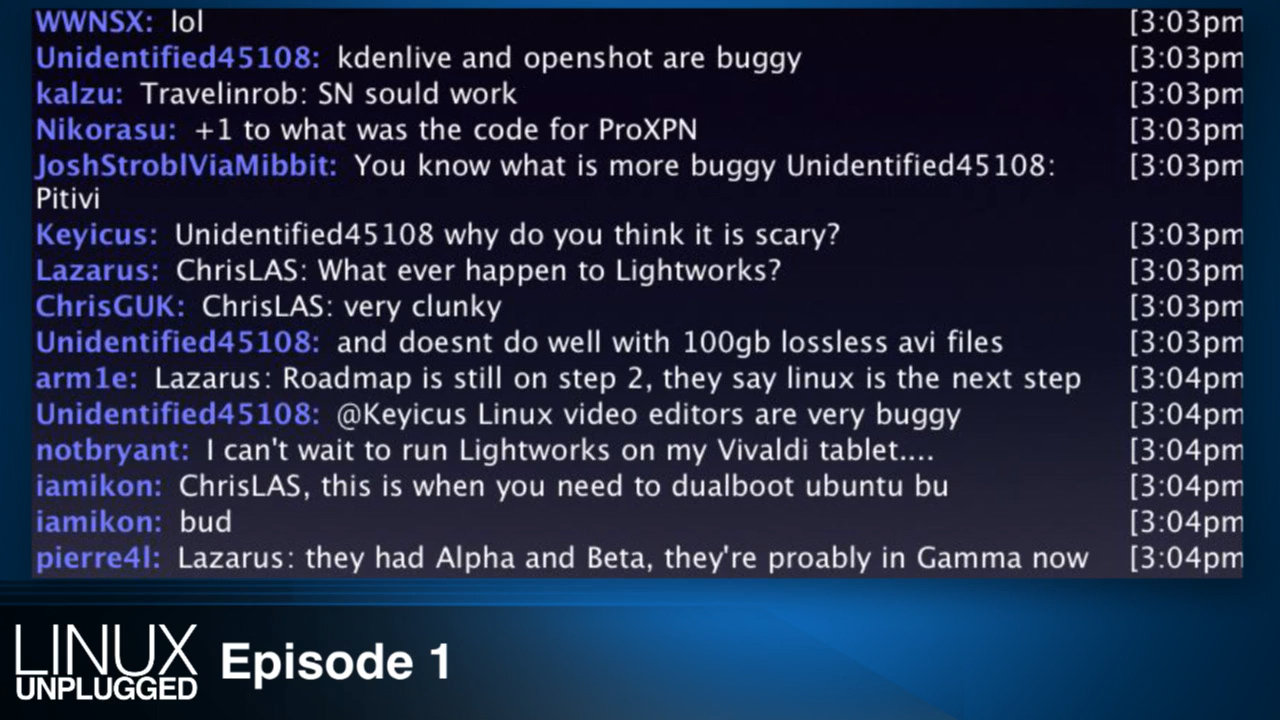 WWNSX: lol [3:03pm
Unidentified45108: kdenlive and openshot are buggy [3:03pm
kalzu: Travelinrob: SN sould work [3:03pm
Nikorasu: +1 to what was the code for ProXPN [3:03pm
JoshStroblViaMibbit: You know what is more buggy Unidentified45108: [3:03pm
Pitivi
Keyicus: Unidentified45108 why do you think it is scary? [3:03pm
Lazarus: ChrisLAS: What ever happen to Lightworks? [3:03pm
ChrisGUK: ChrisLAS: very clunky [3:03pm
Unidentified45108: and doesnt do well with 100gb lossless avi files [3:03pm
arm1e: Lazarus: Roadmap is still on step 2, they say linux is the next step [3:04pm
Unidentified45108: @Keyicus Linux video editors are very buggy [3:04pm
notbryant: I can't wait to run Lightworks on my Vivaldi tablet.... [3:04pm
iamikon: ChrisLAS, this is when you need to dualboot ubuntu bu [3:04pm
iamikon: bud [3:04pm
pierre4l: Lazarus: they had Alpha and Beta, they're proably in Gamma now [3:04pm
LINUX
UNPLUGGED
Episode 1